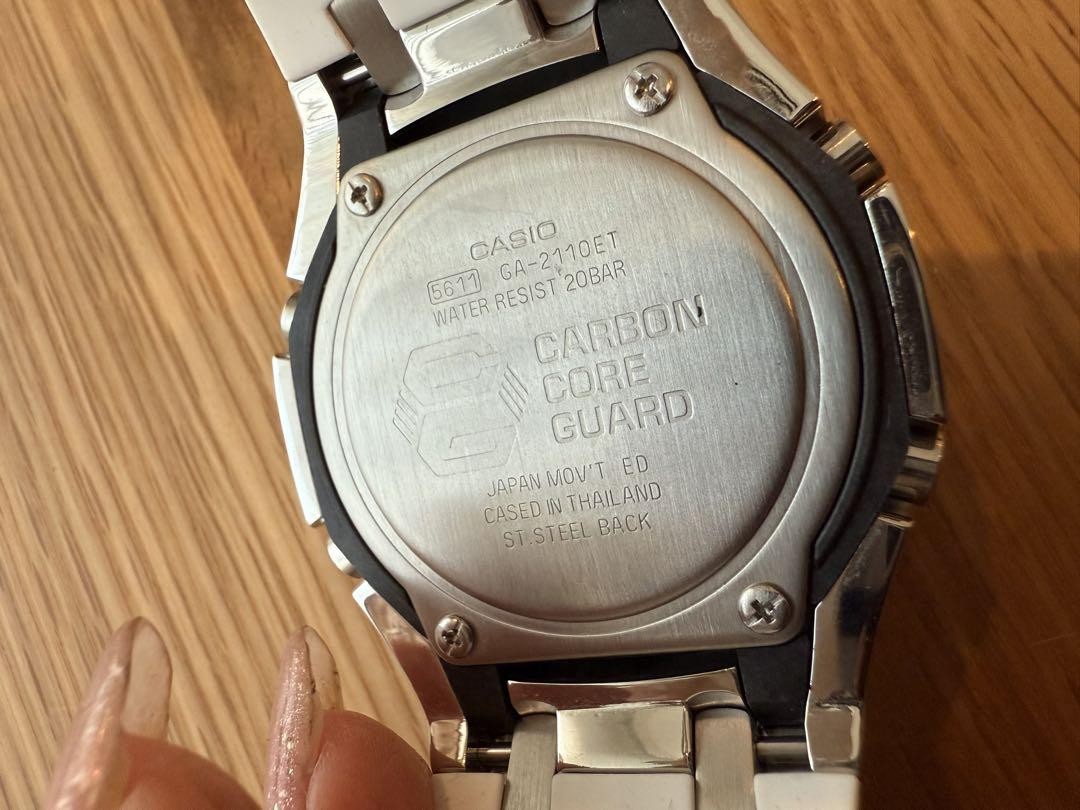 CASIO
5611 GA-2110ET
WATER RESIST 20BAR
CARBON
CORE
GUARD
JAPAN MOV'T ED
CASED IN THAILAND
ST.STEEL BACK